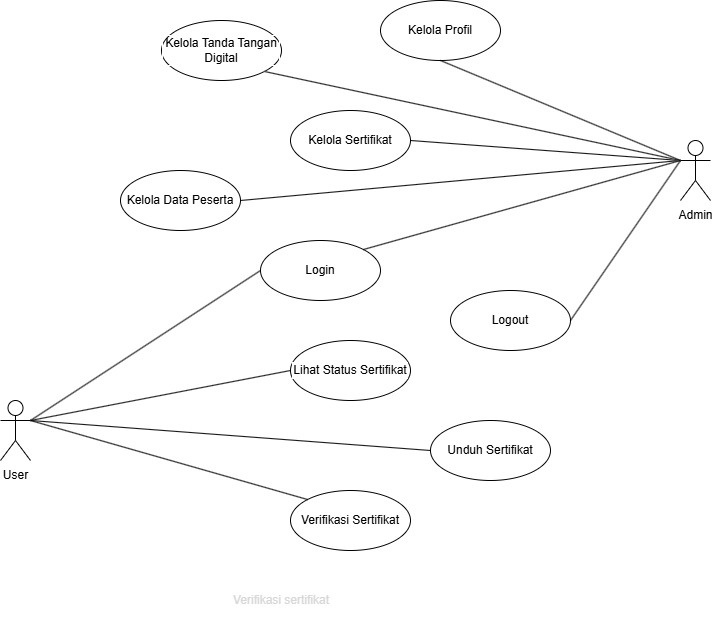 Kelola Profil
Kelola Tanda Tangan
Digital
Kelola Sertifikat
Kelola Data Peserta
Admin
Login
Logout
Lihat Status Sertifikat
Unduh Sertifikat
User
Verifikasi Sertifikat
Verifikasi sertifikat